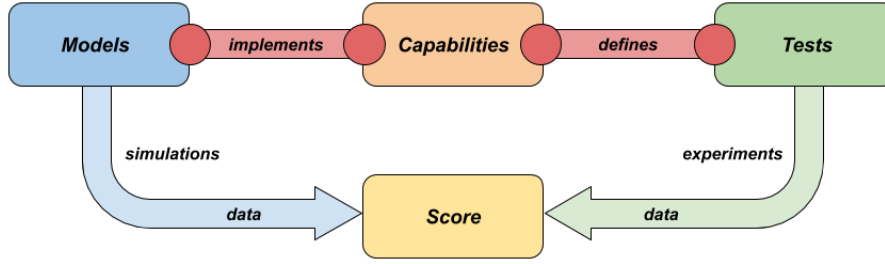 Models
implements
Capabilities
defines
Tests
simulations
experiments
data
Score
data